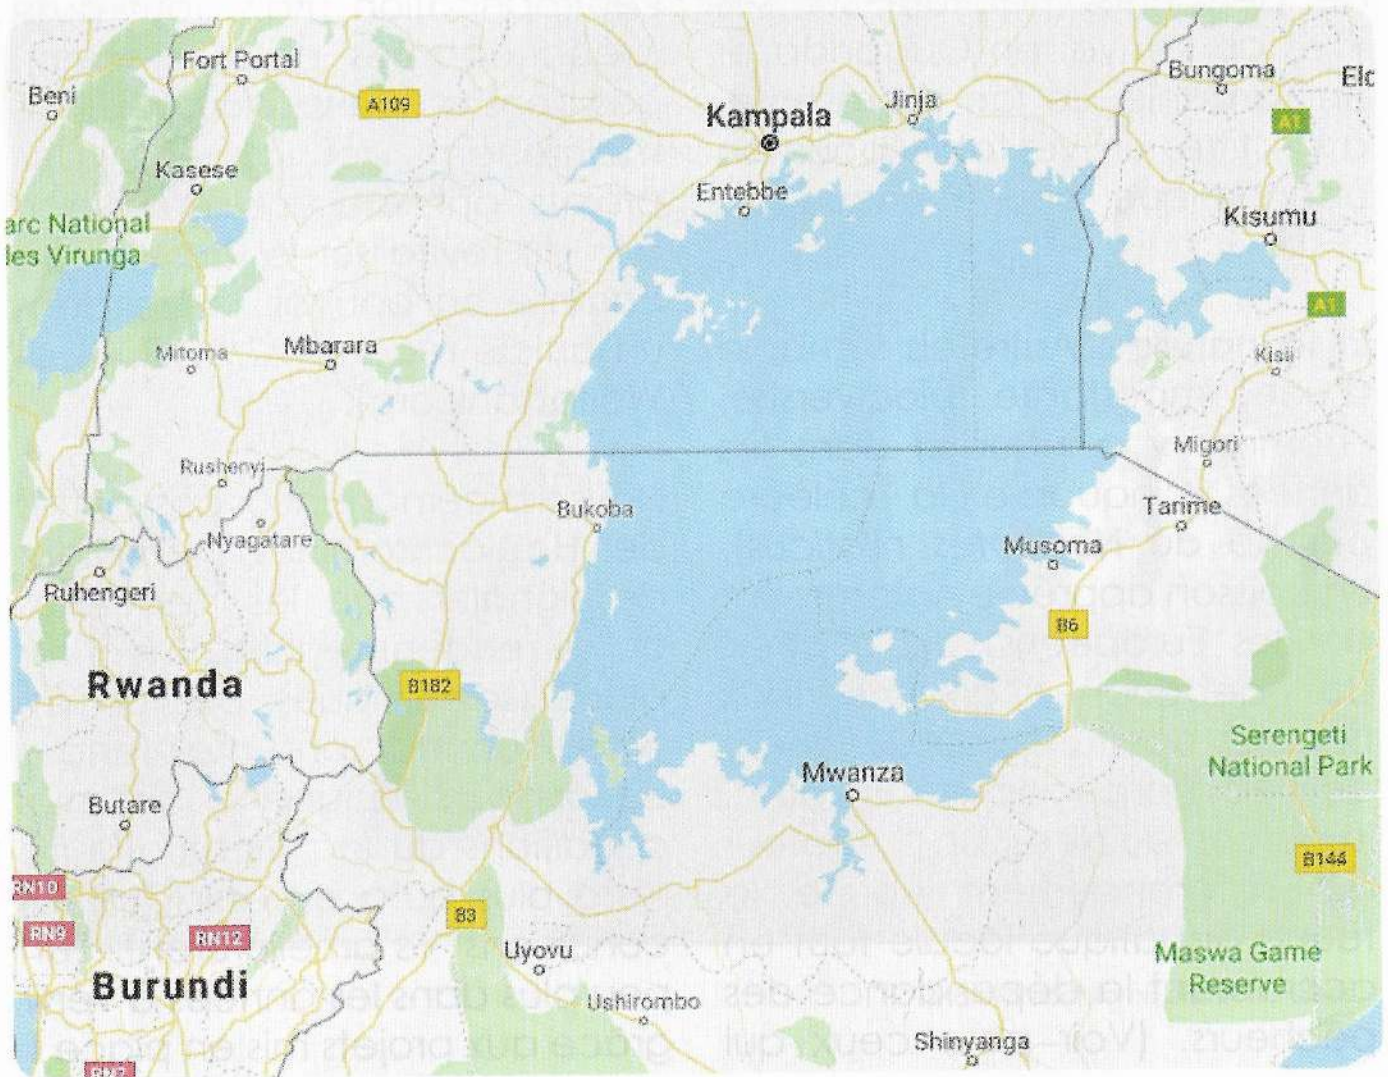 Fort Portal
Beni
A109
Kampala
Jinja
Bungoma
Elc
A1
Kasese
Entebbe
arc National
les Virunga
Kisumu
A1
Mitoma
Mbarara
Kisii
Rushenyi
Migori
Bukoba
Tarime
Nyagatare
Musoma
Ruhengeri
B6
Rwanda
B182
Serengeti
National Park
Mwanza
Butare
B144
RN10
B3
RN9
RN12
Uyovu
Maswa Game
Reserve
Burundi
Ushirombo
Shinyanga